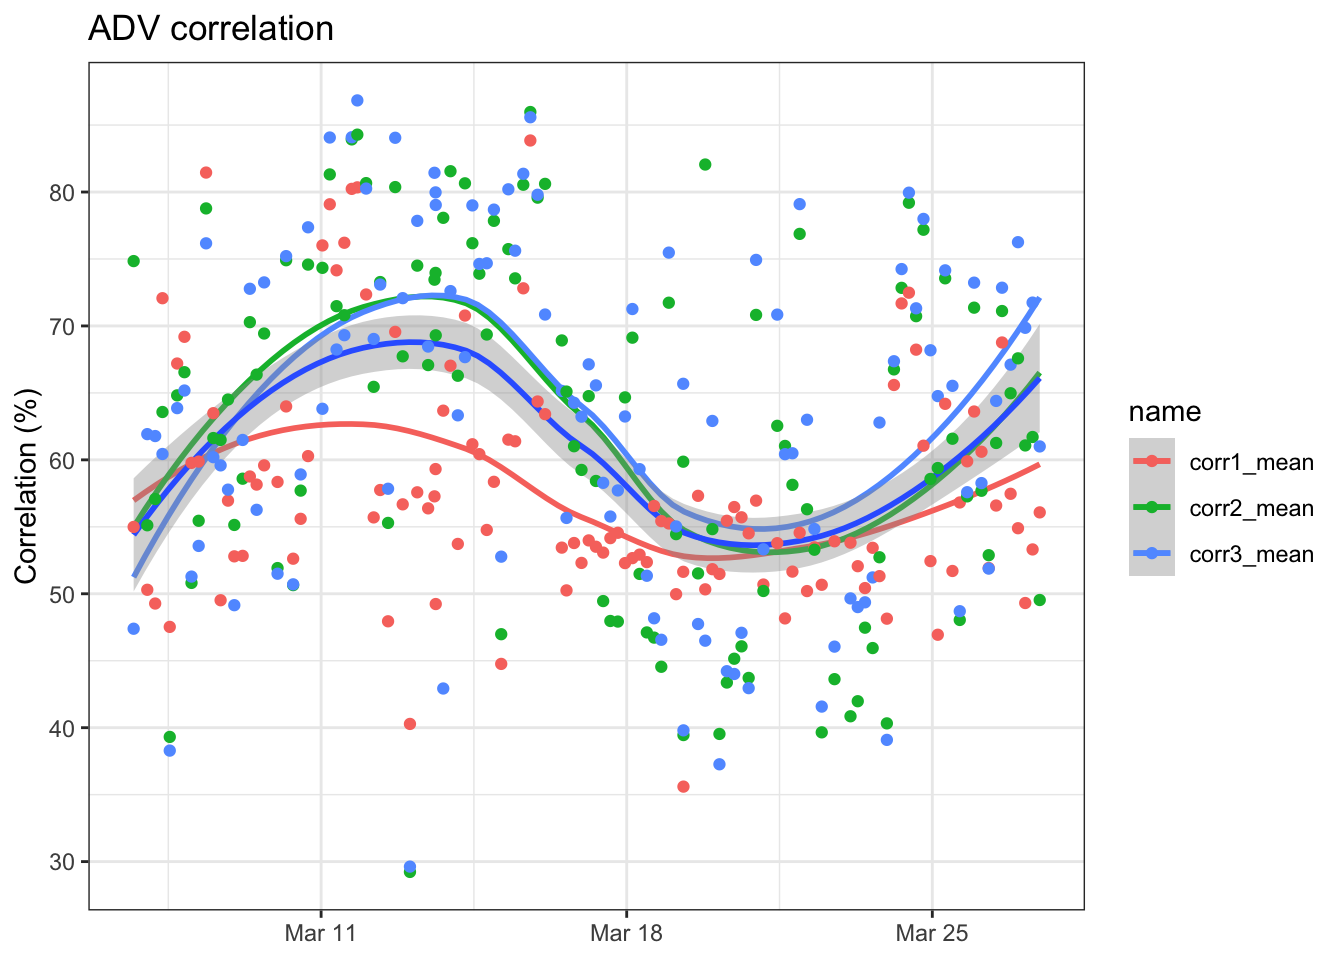 ADV correlation
Correlation (%)
80
70
60
50
40
30
Mar 11
Mar 18
Mar 25
name
corr1_mean
corr2_mean
corr3_mean